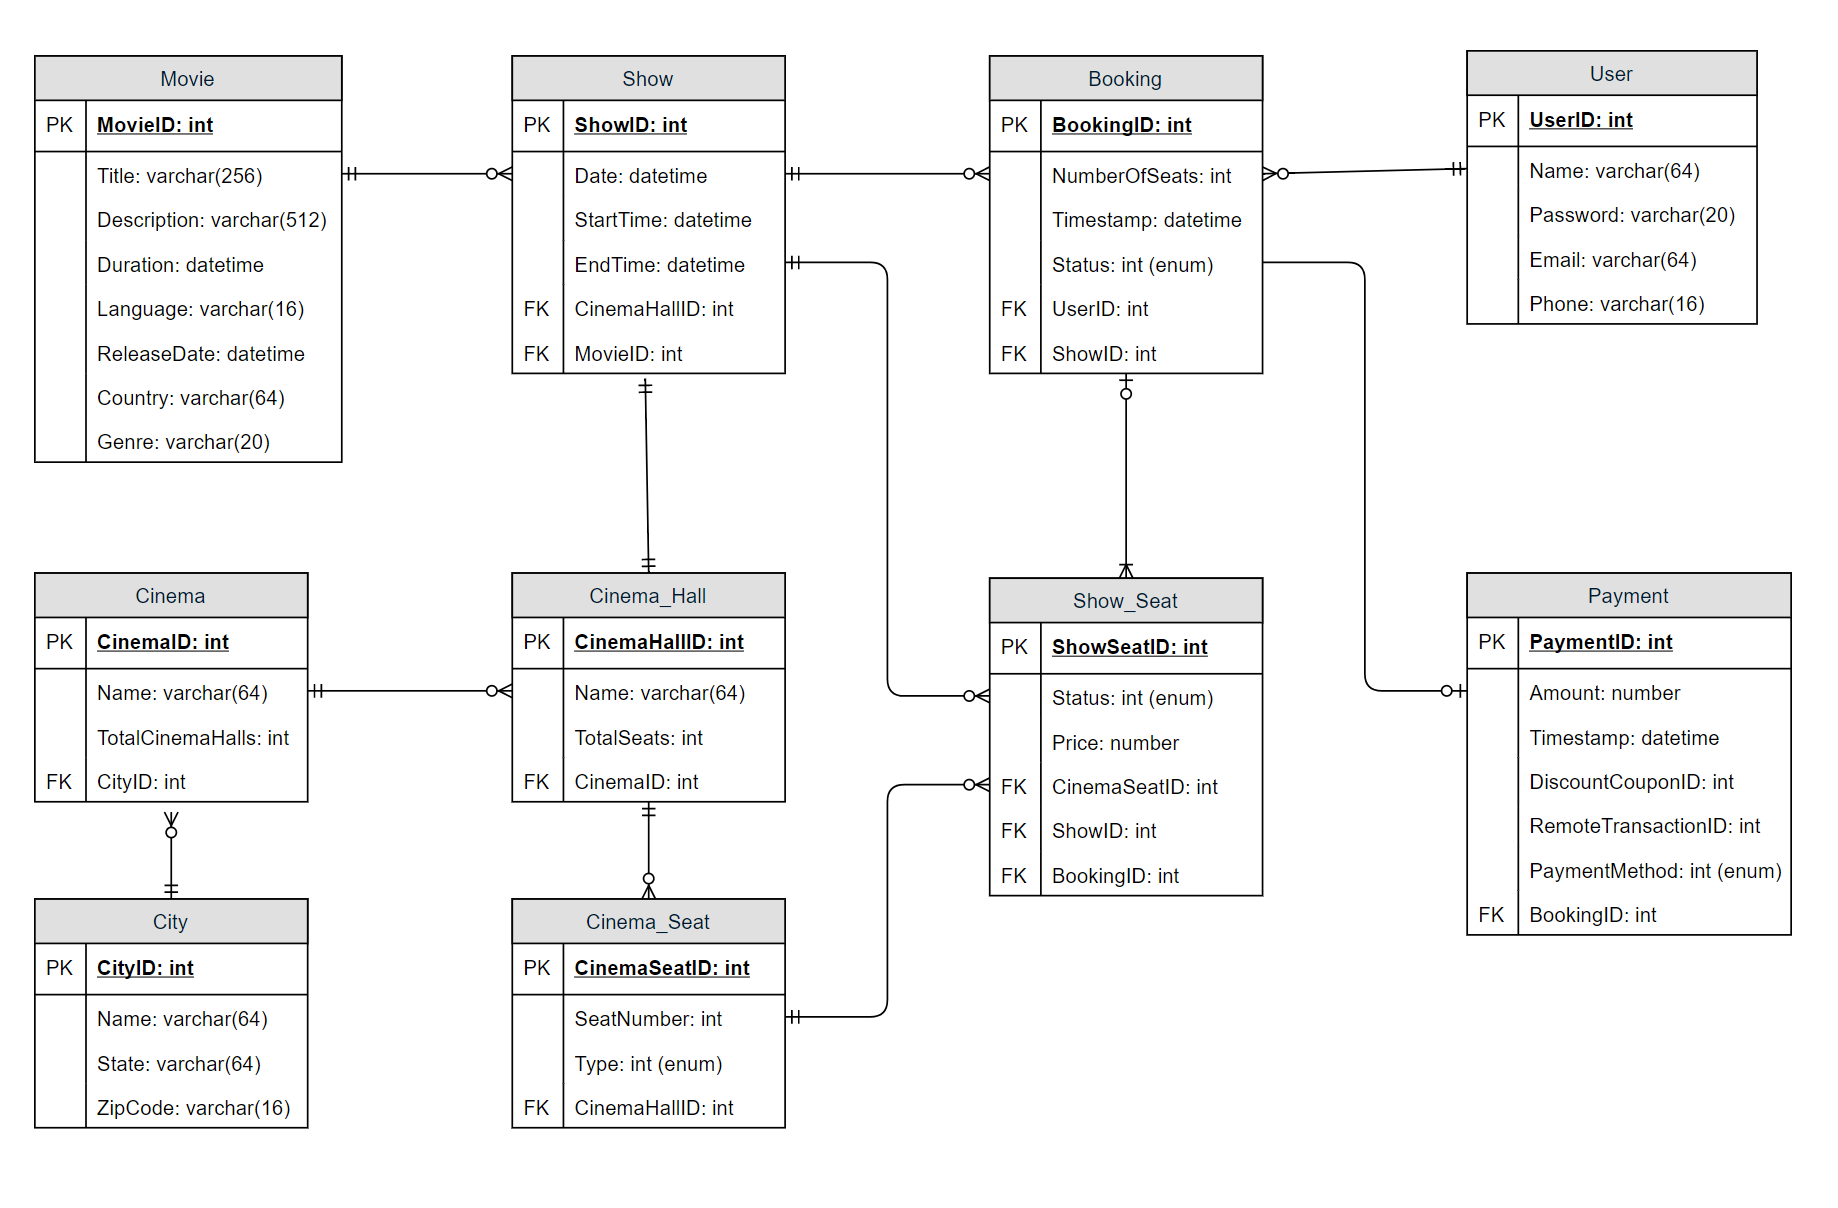 Movie
PK MovieID: int
Title: varchar(256)
Description: varchar(512)
Duration: datetime
Language: varchar(16)
ReleaseDate: datetime
Country: varchar(64)
Genre: varchar(20)
Show
PK ShowID: int
Date: datetime
StartTime: datetime
EndTime: datetime
FK CinemaHallID: int
FK MovieID: int
Booking
PK BookingID: int
NumberOfSeats: int
Timestamp: datetime
Status: int (enum)
FK UserID: int
FK ShowID: int
User
PK UserID: int
Name: varchar(64)
Password: varchar(20)
Email: varchar(64)
Phone: varchar(16)
Cinema
PK CinemaID: int
Name: varchar(64)
TotalCinemaHalls: int
FK CityID: int
Cinema_Hall
PK CinemaHallID: int
Name: varchar(64)
TotalSeats: int
FK CinemaID: int
Show_Seat
PK ShowSeatID: int
Status: int (enum)
Price: number
FK CinemaSeatID: int
FK ShowID: int
FK BookingID: int
Payment
PK PaymentID: int
Amount: number
Timestamp: datetime
DiscountCouponID: int
RemoteTransactionID: int
PaymentMethod: int (enum)
FK BookingID: int
City
PK CityID: int
Name: varchar(64)
State: varchar(64)
ZipCode: varchar(16)
Cinema_Seat
PK CinemaSeatID: int
SeatNumber: int
Type: int (enum)
FK CinemaHallID: int